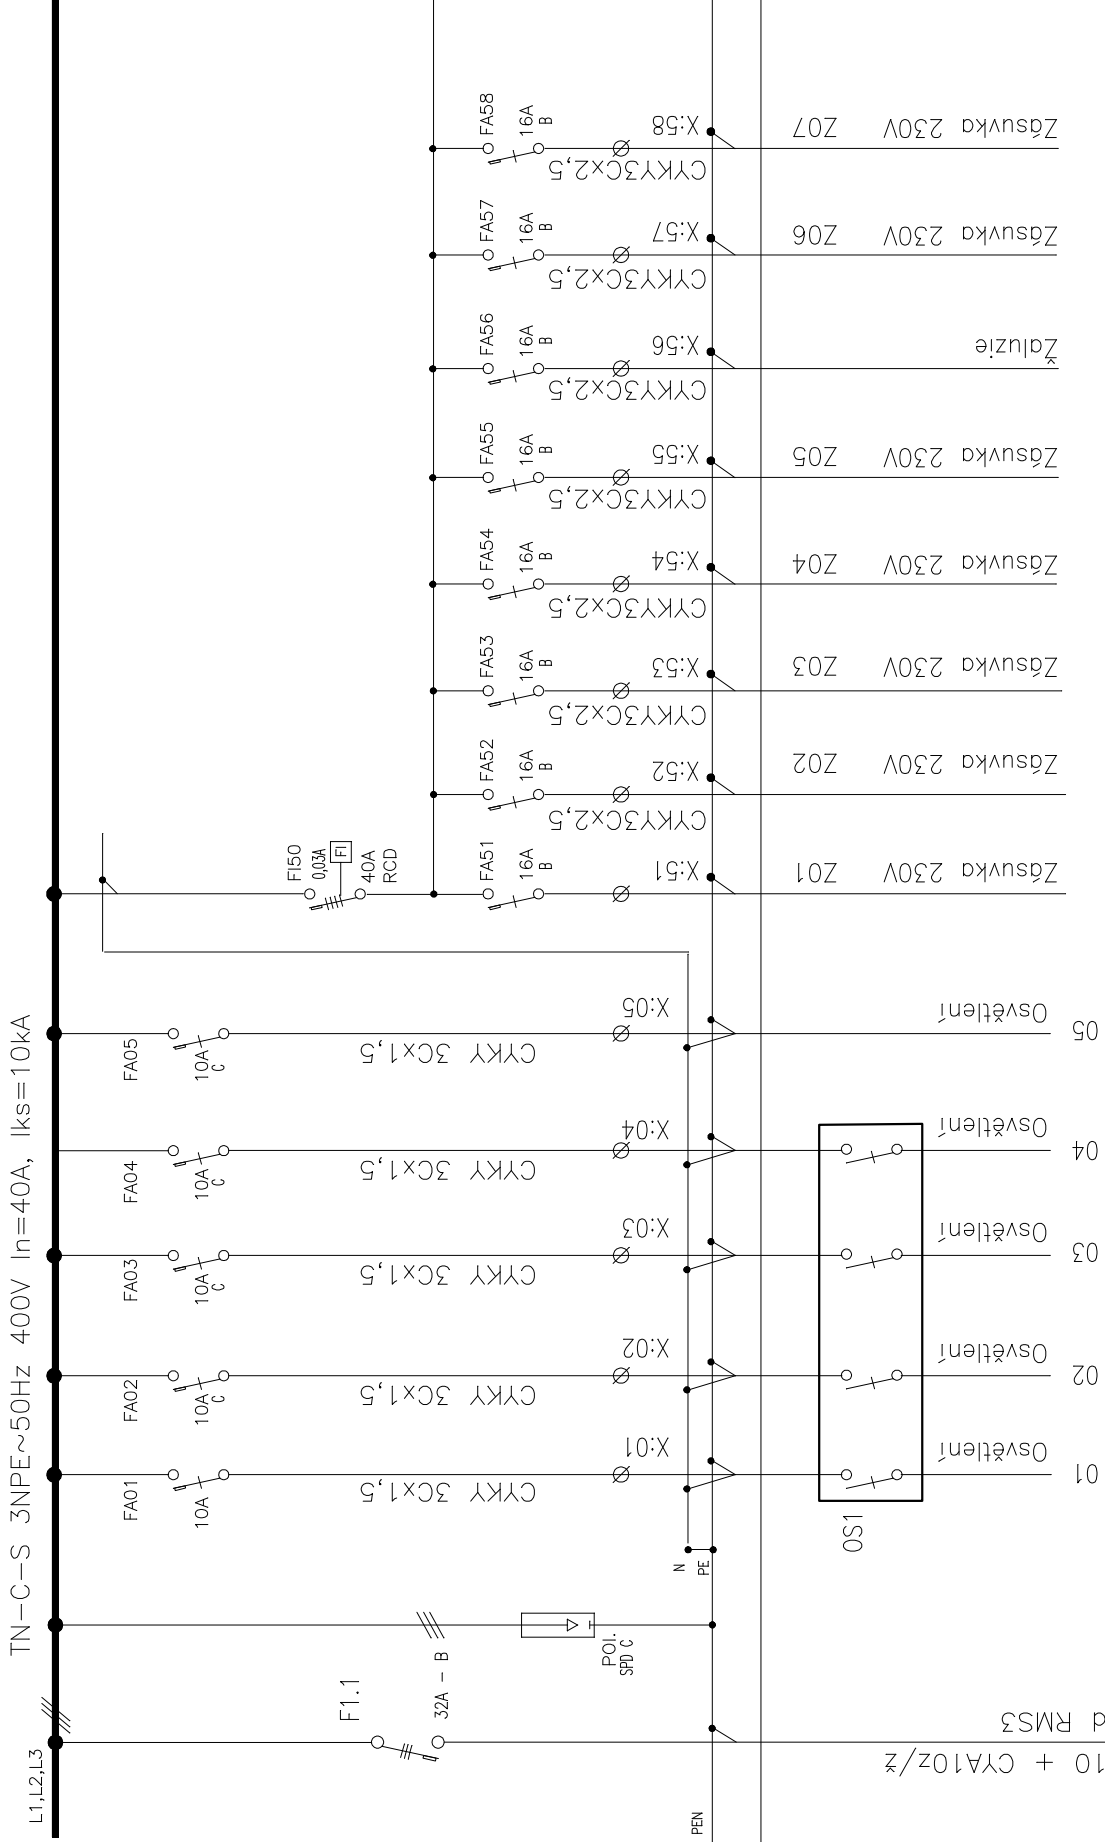 TN-C-S 3NPE~50Hz 400V In=40A, Iks=10kA
L1,L2,L3
F1.1
32A - B
PEN
10 + CYA10z/ž
d RMS3
POI.
SPD C
N
PE
FA01
10A
CYKY 3Cx1,5
X:01
OS1
Osvětlení
01
FA02
10A
C
CYKY 3Cx1,5
X:02
Osvětlení
02
FA03
10A
C
CYKY 3Cx1,5
X:03
Osvětlení
03
FA04
10A
C
CYKY 3Cx1,5
X:04
Osvětlení
04
FA05
10A
C
CYKY 3Cx1,5
X:05
Osvětlení
05
FI50
0,03A
FI
40A
RCD
FA51
16A
B
X:51
Z01 Zásuvka 230V
FA52
16A
B
CYKY3Cx2,5
X:52
Z02 Zásuvka 230V
FA53
16A
B
CYKY3Cx2,5
X:53
Z03 Zásuvka 230V
FA54
16A
B
CYKY3Cx2,5
X:54
Z04 Zásuvka 230V
FA55
16A
B
CYKY3Cx2,5
X:55
Z05 Zásuvka 230V
FA56
16A
B
CYKY3Cx2,5
X:56
Žaluzie
FA57
16A
B
CYKY3Cx2,5
X:57
Z06 Zásuvka 230V
FA58
16A
B
CYKY3Cx2,5
X:58
Z07 Zásuvka 230V